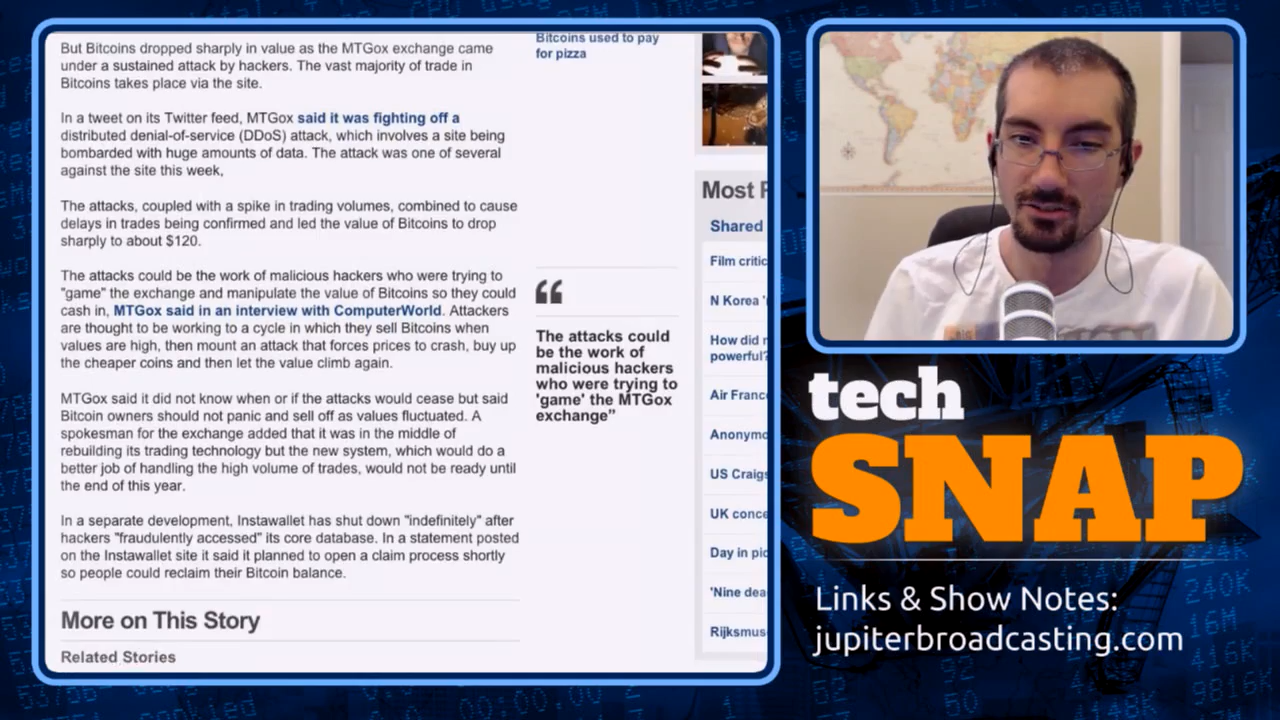 But Bitcoins dropped sharply in value as the MTGox exchange came
under a sustained attack by hackers. The vast majority of trade in
Bitcoins takes place via the site.
In a tweet on its Twitter feed, MTGox said it was fighting off a
distributed denial-of-service (DDoS) attack, which involves a site being
bombarded with huge amounts of data. The attack was one of several
against the site this week,
The attacks, coupled with a spike in trading volumes, combined to cause
delays in trades being confirmed and led the value of Bitcoins to drop
sharply to about $120.
The attacks could be the work of malicious hackers who were trying to
"game" the exchange and manipulate the value of Bitcoins so they could
cash in, MTGox said in an interview with ComputerWorld. Attackers
are thought to be working to a cycle in which they sell Bitcoins when
values are high, then mount an attack that forces prices to crash, buy up
the cheaper coins and then let the value climb again.
MTGox said it did not know when or if the attacks would cease but said
Bitcoin owners should not panic and sell off as values fluctuated. A
spokesman for the exchange added that it was in the middle of
rebuilding its trading technology but the new system, which would do a
better job of handling the high volume of trades, would not be ready until
the end of this year.
In a separate development, Instawallet has shut down "indefinitely" after
hackers "fraudulently accessed" its core database. In a statement posted
on the Instawallet site it said it planned to open a claim process shortly
so people could reclaim their Bitcoin balance.
More on This Story
Related Stories
Bitcoins used to pay
for pizza
“
The attacks could
be the work of
malicious hackers
who were trying to
'game' the MTGox
exchange”
Most
Shared
Film critic
N Korea '
How did
powerful?
Air Franc
Anonymo
US Craigs
UK conce
Day in pic
'Nine dea
Rijksmus
tech
SNAP
Links & Show Notes:
jupiterbroadcasting.com